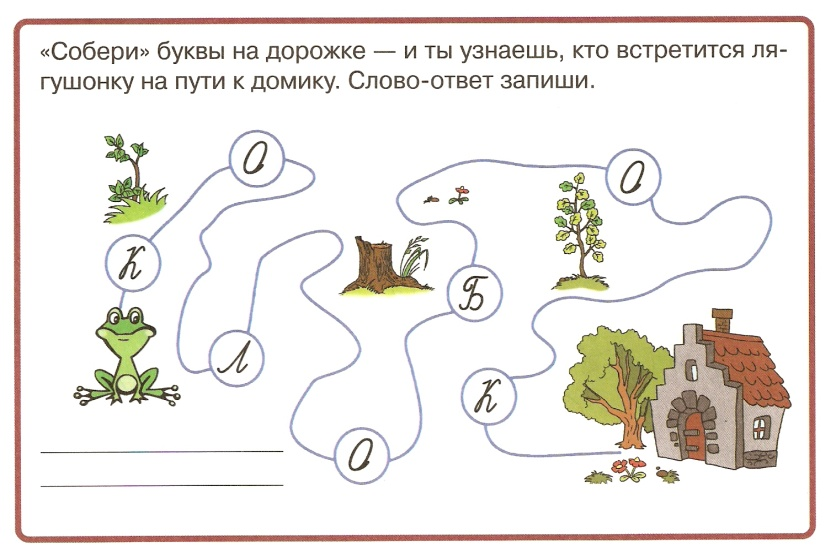 «Собери» буквы на дорожке — и ты узнаешь, кто встретится ля-
гушонку на пути к домику. Слово-ответ запиши.
О
О
К
Б
Л
К
О